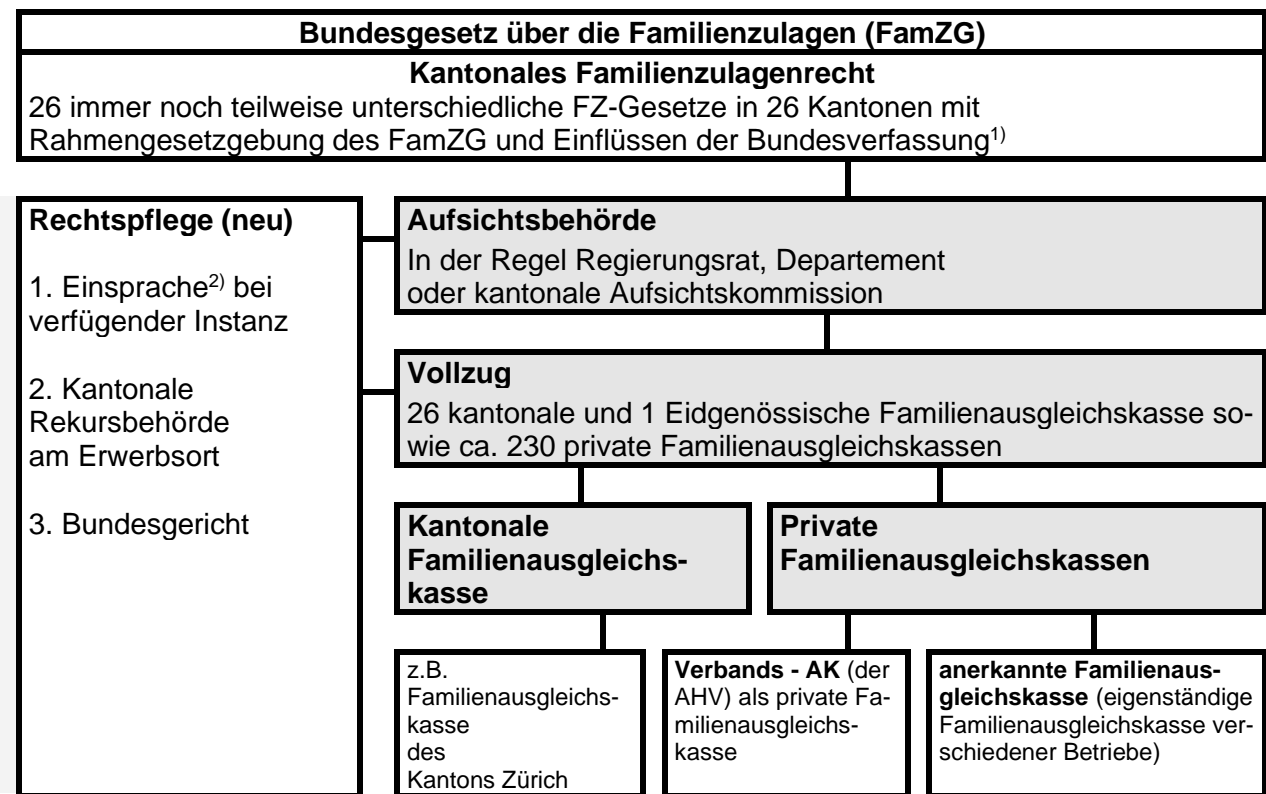 Bundesgesetz über die Familienzulagen (FamZG)
Kantonales Familienzulagenrecht
26 immer noch teilweise unterschiedliche FZ-Gesetze in 26 Kantonen mit
Rahmengesetzgebung des FamZG und Einflüssen der Bundesverfassung1)
Rechtspflege (neu)
1. Einsprache2) bei
verfügender Instanz
2. Kantonale
Rekursbehörde
am Erwerbsort
3. Bundesgericht
Aufsichtsbehörde
In der Regel Regierungsrat, Departement
oder kantonale Aufsichtskommission
Vollzug
26 kantonale und 1 Eidgenössische Familienausgleichskasse so-
wie ca. 230 private Familienausgleichskassen
Kantonale
Familienausgleichs-
kasse
Private
Familienausgleichskassen
z.B.
Familienausgleichs-
kasse
des
Kantons Zürich
Verbands - AK (der
AHV) als private Fa-
milienausgleichs-
kasse
anerkannte Familienaus-
gleichskasse (eigenständige
Familienausgleichskasse ver-
schiedener Betriebe)